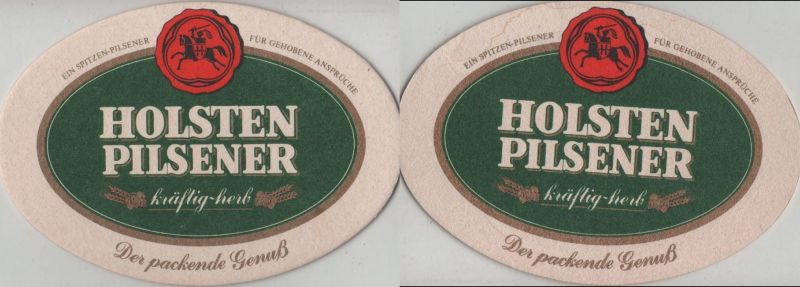 EIN SPITZEN-PILSENER FÜR GEHOBENE ANSPRÜCHE
HOLSTEN
PILSENER
kräftig-herb
Der packende Genuß
EIN SPITZEN-PILSENER FÜR GEHOBENE ANSPRÜCHE
HOLSTEN
PILSENER
kräftig-herb
Der packende Genuß